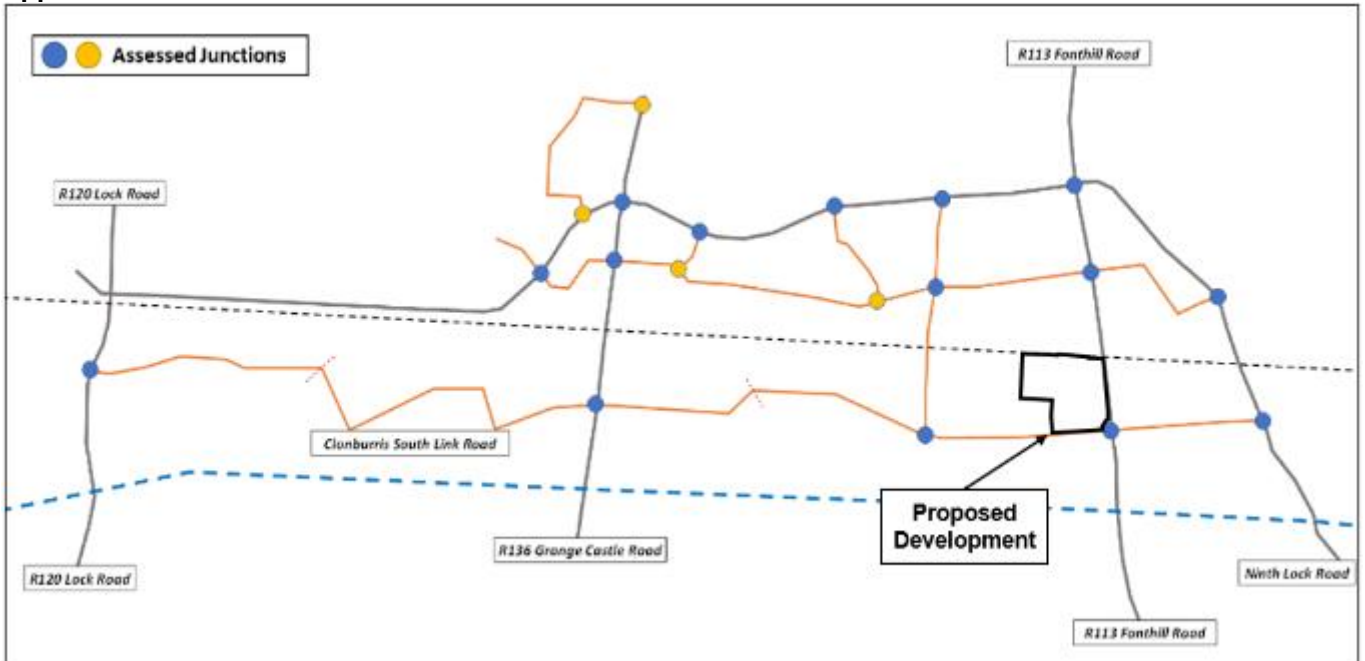 Assessed Junctions
R113 Fonthill Road
R120 Lock Road
Clonburris South Link Road
Proposed
Development
R136 Grange Castle Road
R120 Lock Road
Ninth Lock Road
R113 Fonthill Road